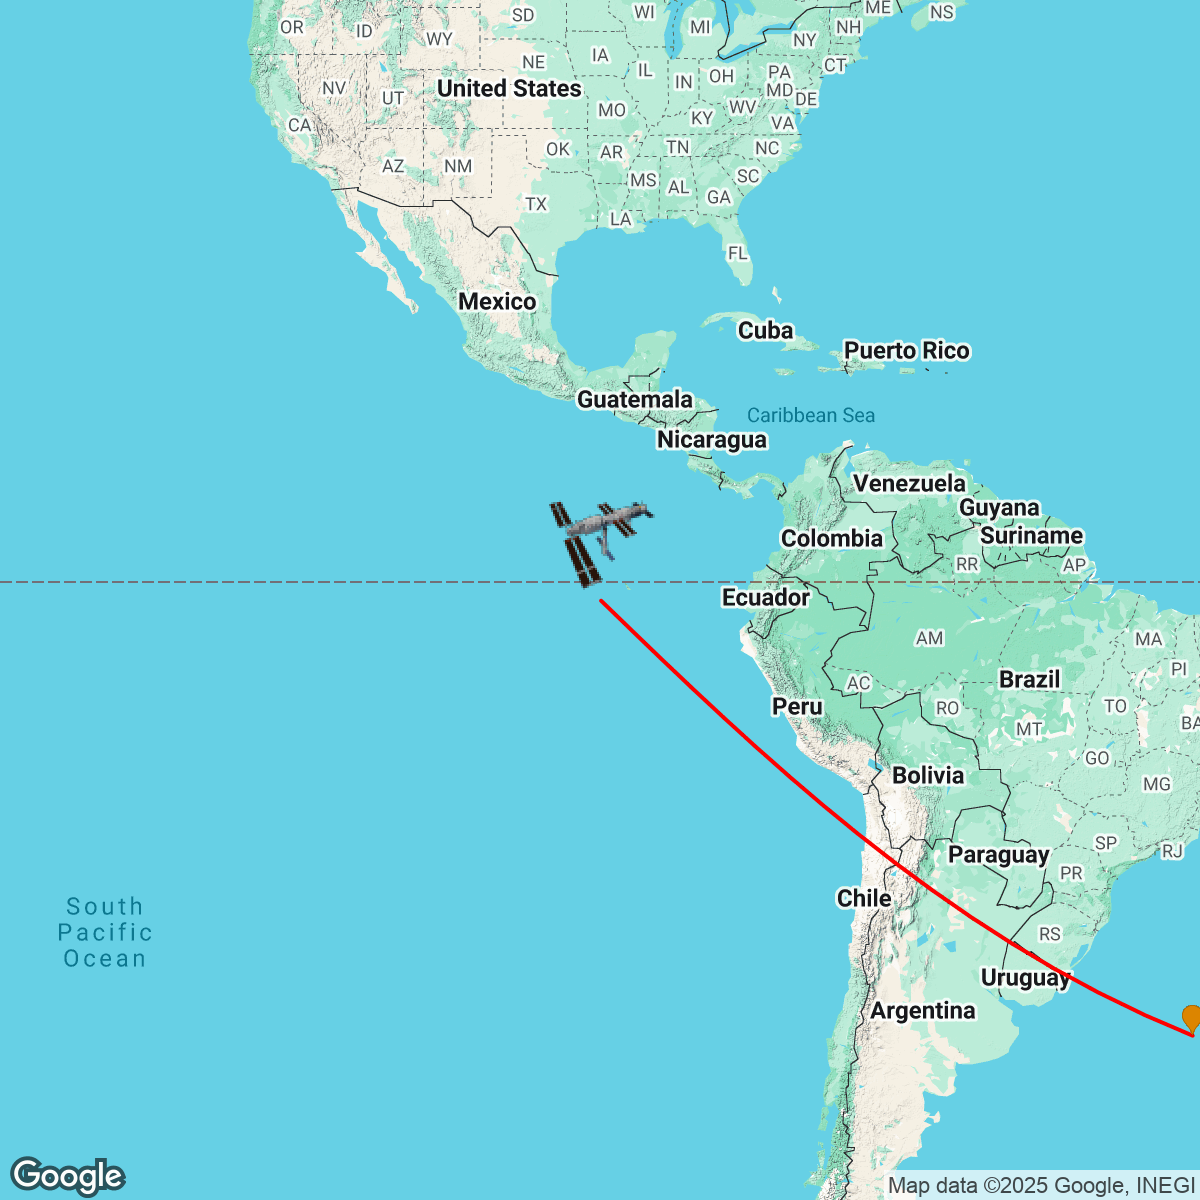 SD
WI
ME
NS
OR
ID
WY
MI
NH
NY
NE
IA
IL
IN
OH
PA
CT
NV
UT
United States
MO
MD
DE
WV
KY
VA
CA
AZ
NM
OK
AR
TN
NC
MS
AL
SC
GA
TX
LA
FL
Mexico
Cuba
Puerto Rico
Guatemala
Caribbean Sea
Nicaragua
Venezuela
Guyana
Colombia
Suriname
RR
AP
Ecuador
AM
MA
PI
AC
Brazil
Peru
RO
TO
MT
BA
GO
Bolivia
MG
Paraguay
SP
RJ
PR
Chile
South
Pacific
Ocean
RS
Uruguay
Argentina
Google
Map data ©2025 Google, INEGI